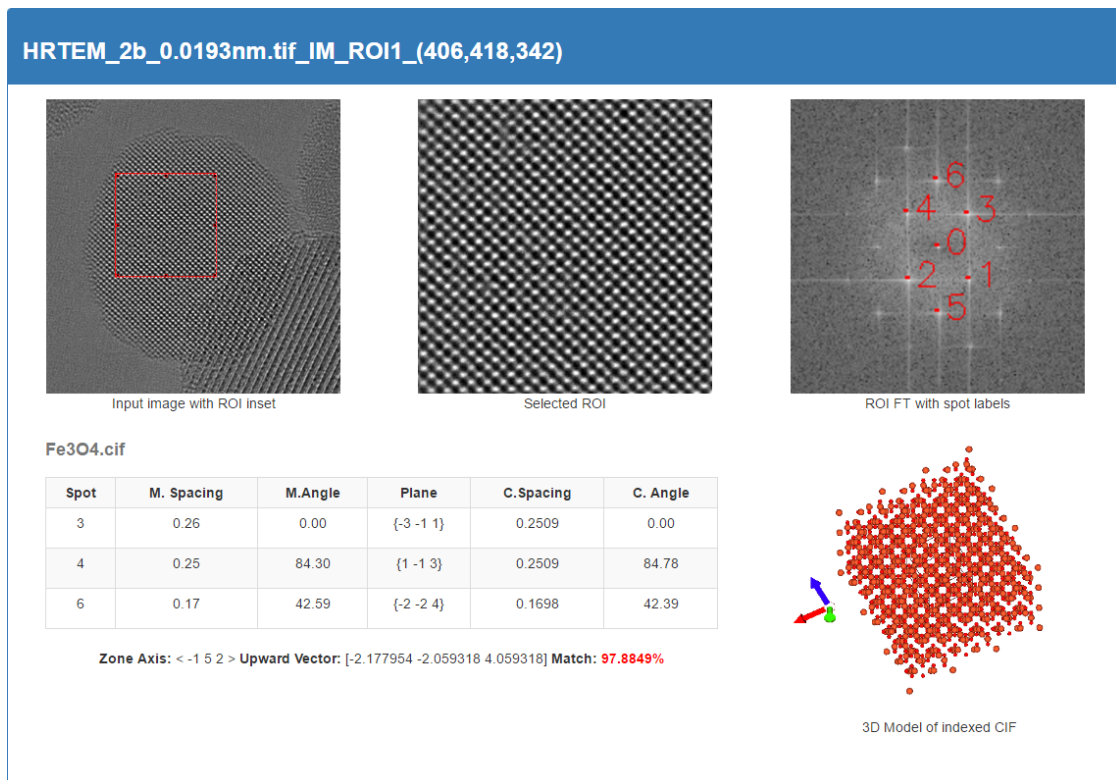 HRTEM_2b_0.0193nm.tif_IM_ROI1_(406,418,342)
6
4 3
0
2 1
5
Input image with ROI inset
Selected ROI
ROI FT with spot labels
Fe3O4.cif
Spot M. Spacing M.Angle Plane C.Spacing C. Angle
3 0.26 0.00 {-3 -1 1} 0.2509 0.00
4 0.25 84.30 {1 -1 3} 0.2509 84.78
6 0.17 42.59 {-2 -2 4} 0.1698 42.39
Zone Axis: < -1 5 2 > Upward Vector: [-2.177954 -2.059318 4.059318] Match: 97.8849%
3D Model of indexed CIF